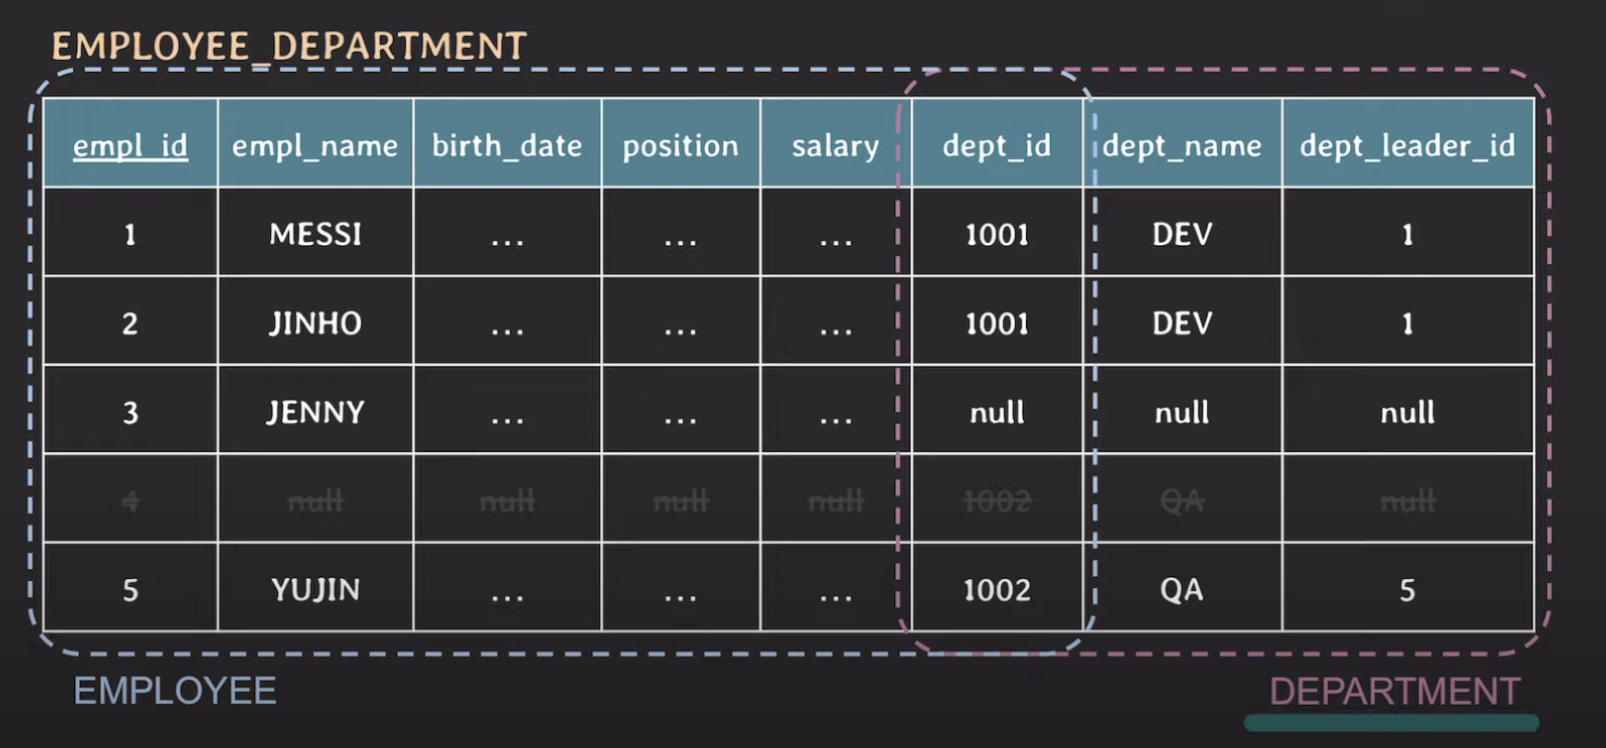 EMPLOYEE_DEPARTMENT
empl_id empl_name birth_date position salary dept_id dept_name dept_leader_id
1 MESSI ... ... ... 1001 DEV 1
2 JINHO ... ... ... 1001 DEV 1
3 JENNY ... ... ... null null null
4 null null null null 1002 QA null
5 YUJIN ... ... ... 1002 QA 5
EMPLOYEE DEPARTMENT